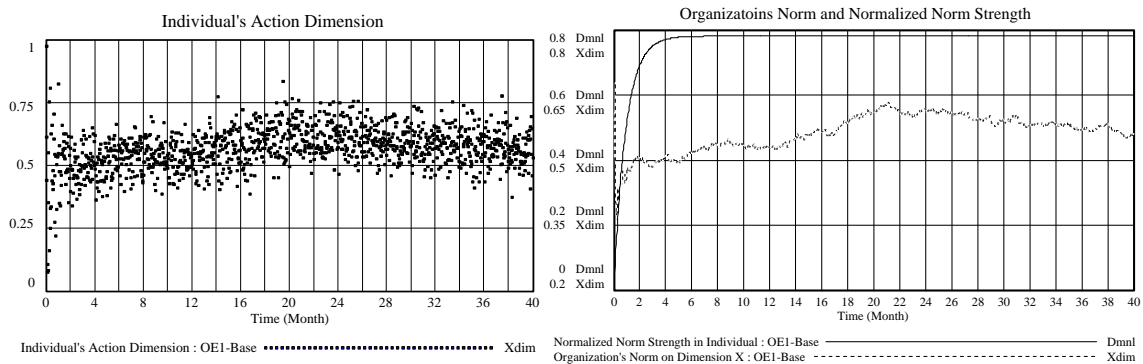 Individual's Action Dimension
1
0.75
0.5
0.25
0
0 4 8 12 16 20 24 28 32 36 40
Time (Month)
Individual's Action Dimension : OE1-Base Xdim
Organizatoins Norm and Normalized Norm Strength
0.8 Dmnl
0.8 Xdim
0.6 Dmnl
0.65 Xdim
0.4 Dmnl
0.5 Xdim
0.2 Dmnl
0.35 Xdim
0 Dmnl
0.2 Xdim
0 2 4 6 8 10 12 14 16 18 20 22 24 26 28 30 32 34 36 38 40
Time (Month)
Normalized Norm Strength in Individual : OE1-Base Dmnl
Organization's Norm on Dimension X : OE1-Base Xdim